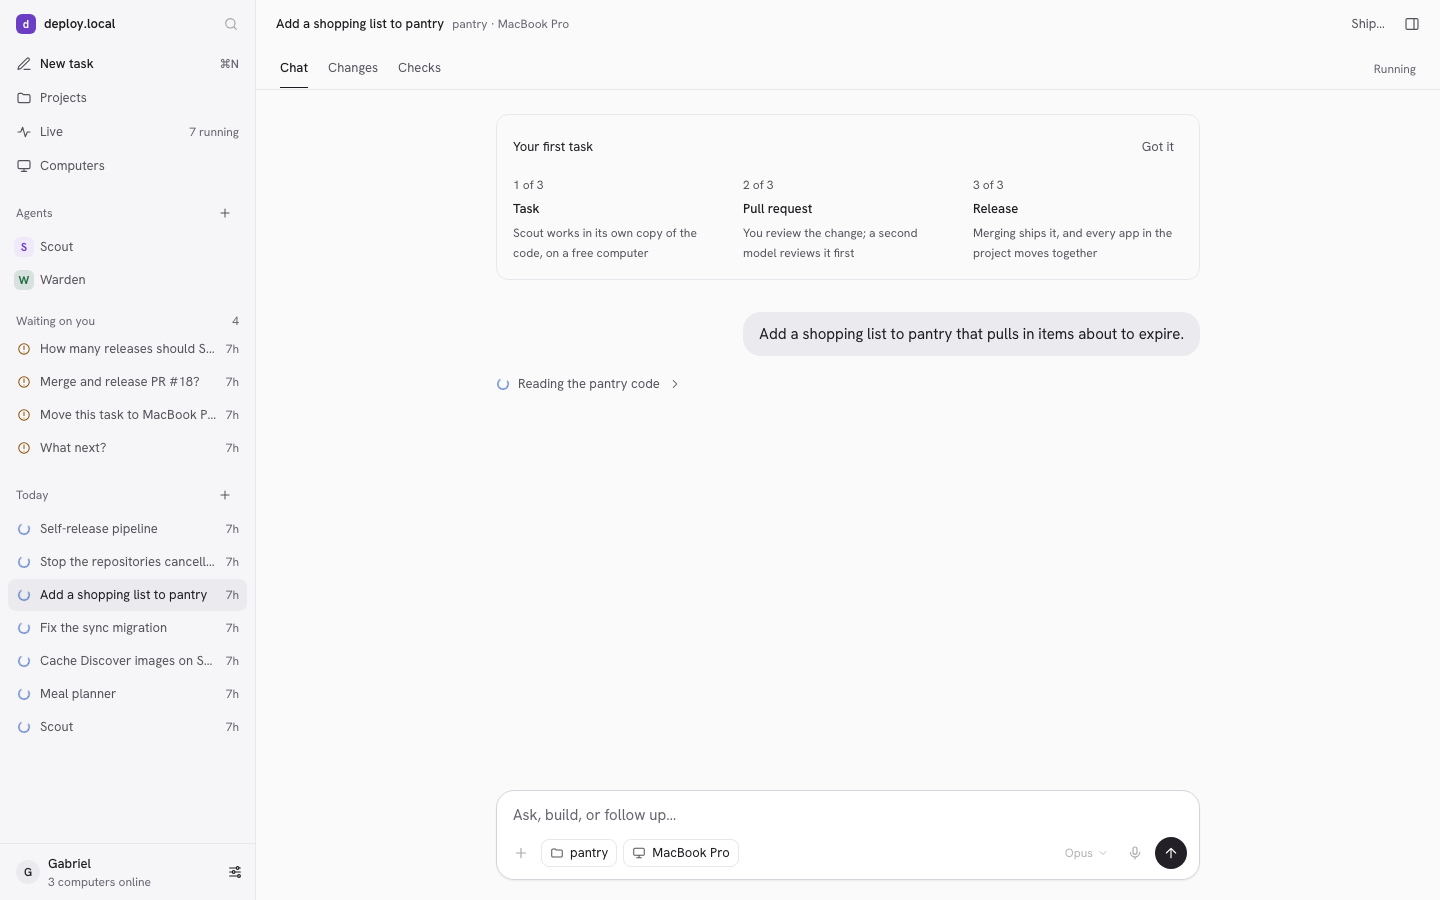 d deploy.local
New task ⌘N
Projects
Live 7 running
Computers
Agents
S Scout
W Warden
Waiting on you 4
How many releases should S... 7h
Merge and release PR #18? 7h
Move this task to MacBook P... 7h
What next? 7h
Today
Self-release pipeline 7h
Stop the repositories cancell... 7h
Add a shopping list to pantry 7h
Fix the sync migration 7h
Cache Discover images on S... 7h
Meal planner 7h
Scout 7h
G Gabriel
3 computers online
Add a shopping list to pantry pantry · MacBook Pro Ship...
Chat Changes Checks Running
Your first task Got it
1 of 3
Task
Scout works in its own copy of the
code, on a free computer
2 of 3
Pull request
You review the change; a second
model reviews it first
3 of 3
Release
Merging ships it, and every app in the
project moves together
Add a shopping list to pantry that pulls in items about to expire.
Reading the pantry code
Ask, build, or follow up...
pantry MacBook Pro Opus